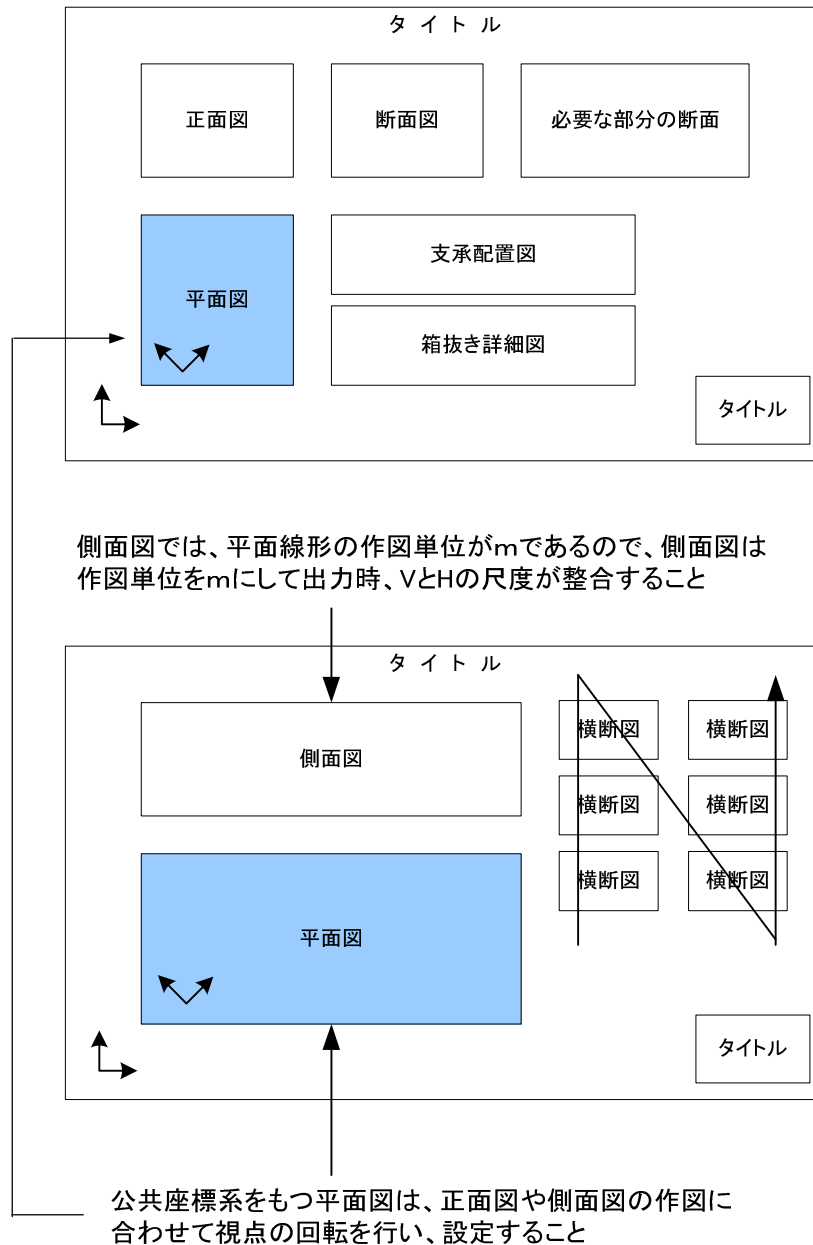 タ イ ト ル
正面図
断面図
必要な部分の断面
平面図
支承配置図
箱抜き詳細図
タイトル
側面図では、平面線形の作図単位がmであるので、側面図は
作図単位をmにして出力時、VとHの尺度が整合すること
タ イ ト ル
側面図
横断図
横断図
横断図
横断図
横断図
横断図
平面図
タイトル
公共座標系をもつ平面図は、正面図や側面図の作図に
合わせて視点の回転を行い、設定すること